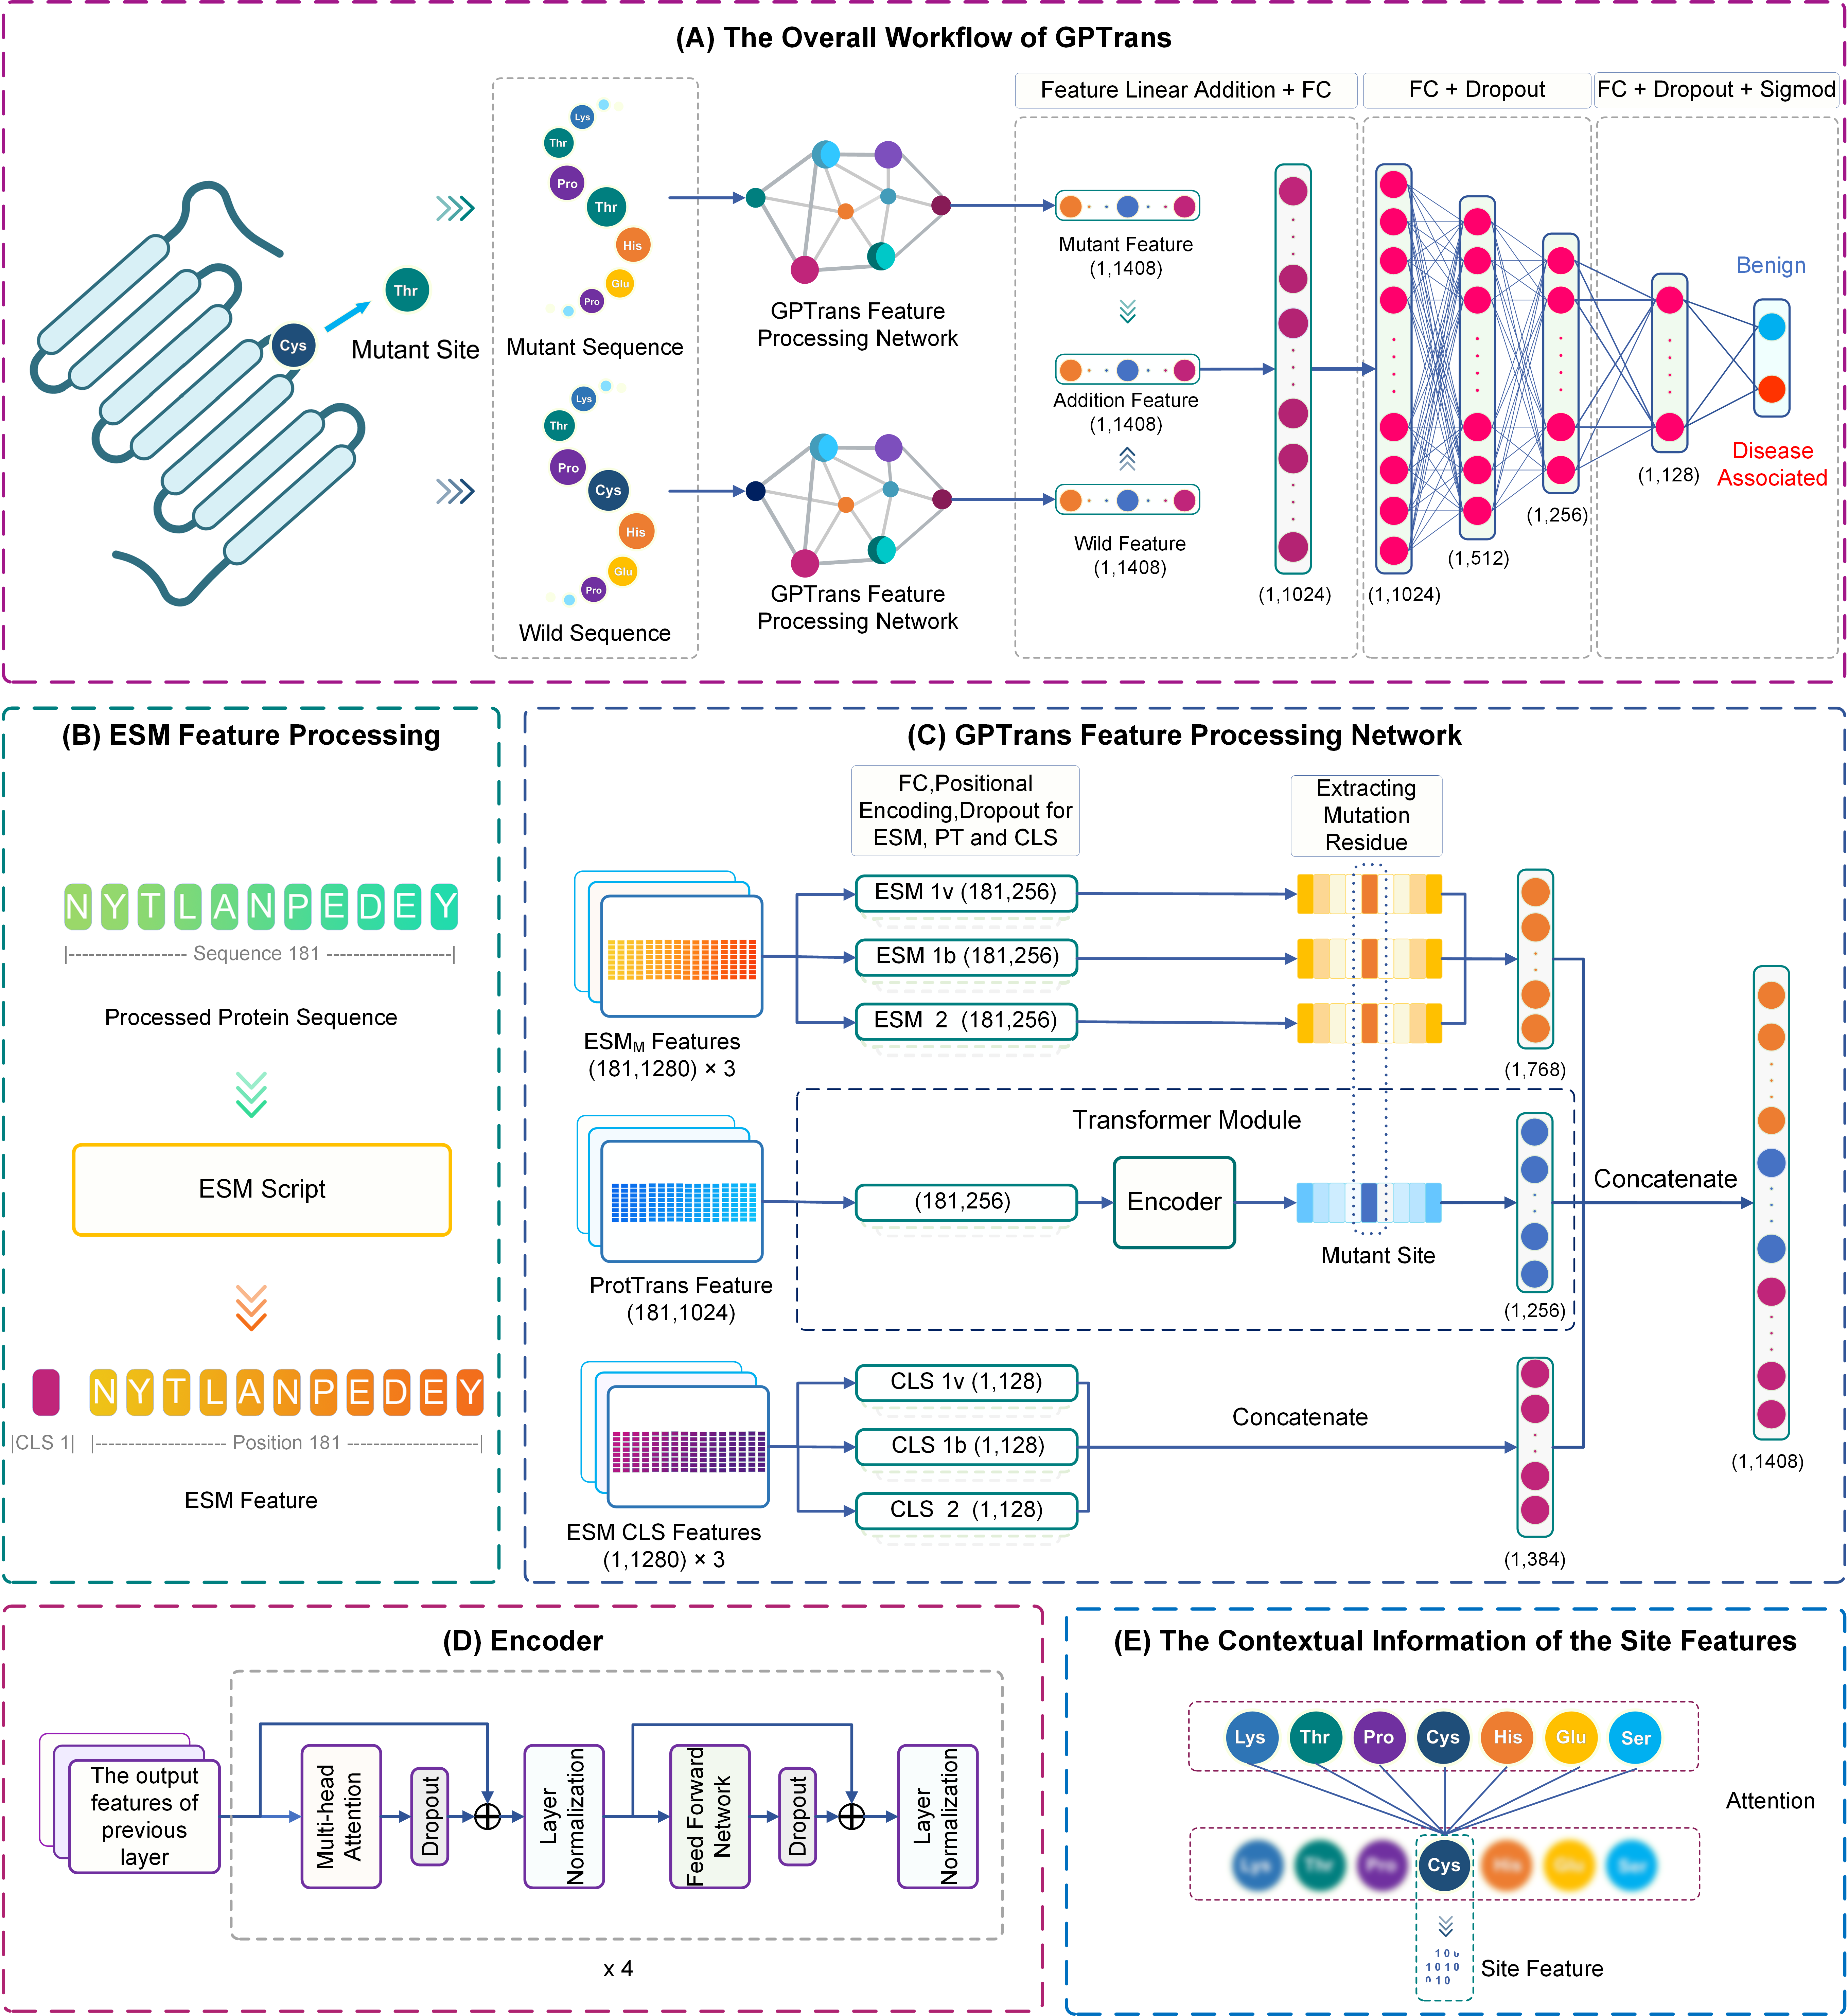 (A) The Overall Workflow of GPTrans
Feature Linear Addition + FC
FC + Dropout
FC + Dropout + Sigmod
Cys
Thr
Mutant Site
Lys
Thr
Pro
Thr
His
Glu
Pro
Mutant Sequence
Lys
Thr
Pro
Cys
His
Glu
Pro
Wild Sequence
GPTrans Feature
Processing Network
GPTrans Feature
Processing Network
Mutant Feature
(1,1408)
Addition Feature
(1,1408)
Wild Feature
(1,1408)
(1,1024)
(1,1024)
(1,512)
(1,256)
(1,128)
Benign
Disease
Associated
(B) ESM Feature Processing
N Y T L A N P E D E Y
|------------------ Sequence 181 -------------------|
Processed Protein Sequence
ESM Script
N Y T L A N P E D E Y
|CLS 1| |-------------------- Position 181 ---------------------|
ESM Feature
(C) GPTrans Feature Processing Network
FC,Positional
Encoding,Dropout for
ESM, PT and CLS
Extracting
Mutation
Residue
ESM 1v (181,256)
ESM 1b (181,256)
ESM 2 (181,256)
ESMM Features
(181,1280) × 3
(1,768)
Transformer Module
(181,256)
Encoder
Mutant Site
ProtTrans Feature
(181,1024)
(1,256)
Concatenate
CLS 1v (1,128)
CLS 1b (1,128)
CLS 2 (1,128)
Concatenate
ESM CLS Features
(1,1280) × 3
(1,384)
(1,1408)
(D) Encoder
The output
features of
previous
layer
Multi-head
Attention
Dropout
Layer
Normalization
Feed Forward
Network
Dropout
Layer
Normalization
x 4
(E) The Contextual Information of the Site Features
Lys Thr Pro Cys His Glu Ser
Attention
Lys Thr Pro Cys His Glu Ser
1010
Site Feature